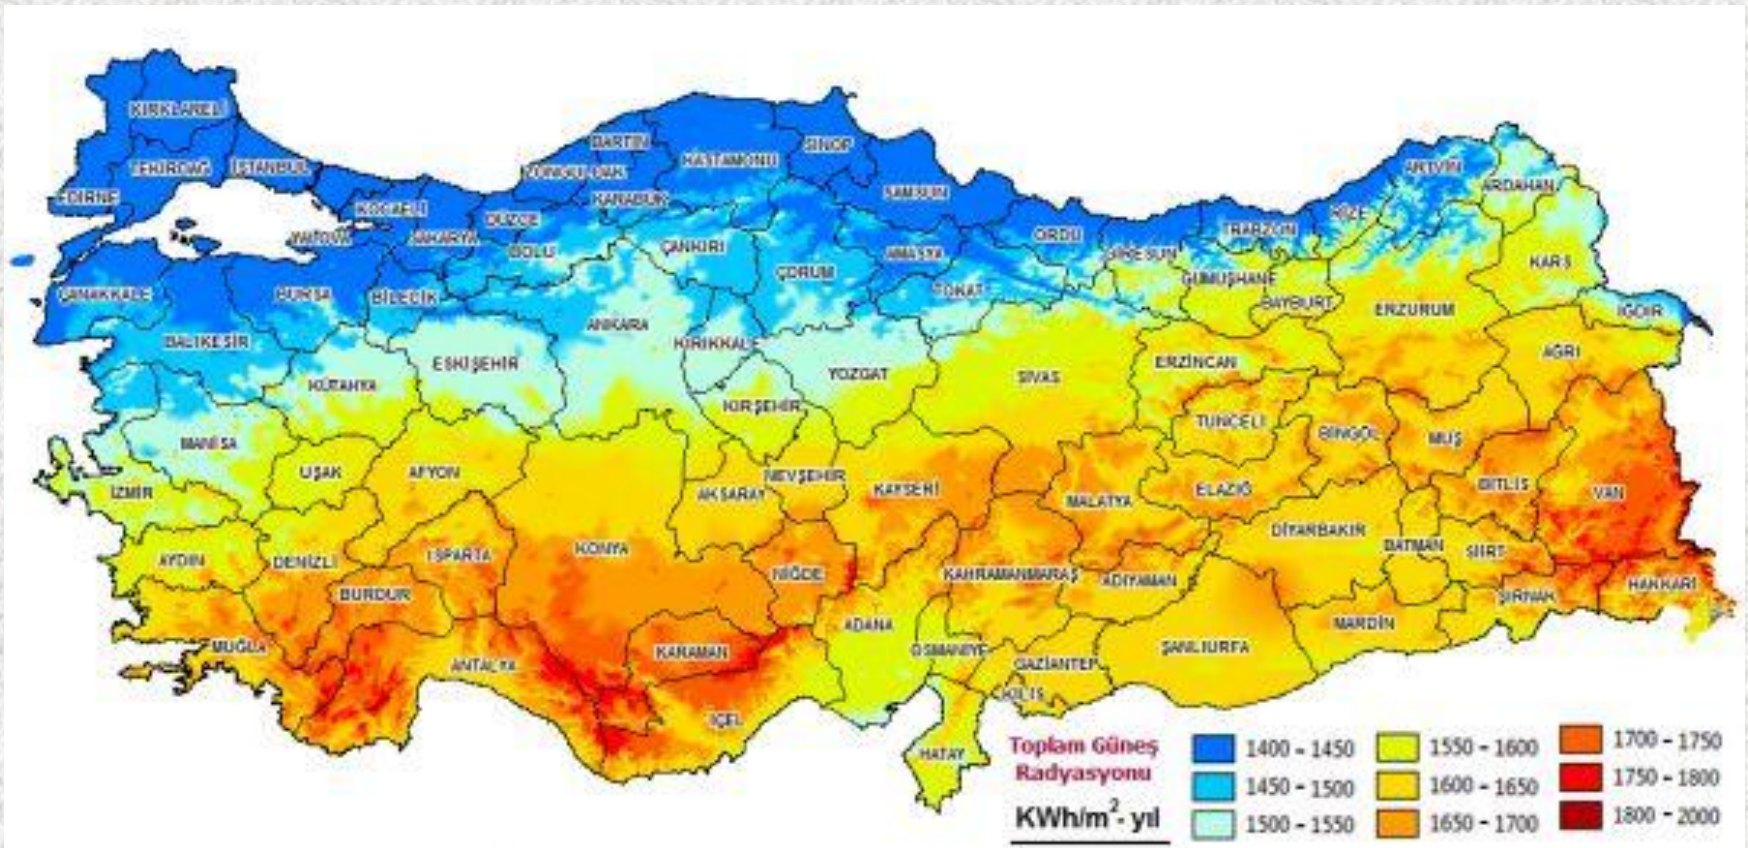 KIRKLARELİ
TEKİRDAĞ
İSTANBUL
EDİRNE
KOCAELİ
YALOVA
SAKARYA
DÜZCE
BOLU
ZONGULDAK
BARTIN
KARABÜK
KASTAMONU
SİNOP
SAMSUN
ÇANKIRI
ÇORUM
AMASYA
TOKAT
ORDU
GİRESUN
TRABZON
RİZE
ARTVİN
ARDAHAN
GÜMÜŞHANE
BAYBURT
ERZURUM
KARS
IĞDIR
AĞRI
ÇANAKKALE
BURSA
BİLECİK
BALIKESİR
KÜTAHYA
ESKİŞEHİR
ANKARA
KIRIKKALE
KIRŞEHİR
YOZGAT
SİVAS
ERZİNCAN
TUNCELİ
BİNGÖL
MUŞ
MANİSA
İZMİR
UŞAK
AFYON
AKSARAY
NEVŞEHİR
KAYSERİ
MALATYA
ELAZIĞ
BİTLİS
VAN
AYDIN
DENİZLİ
ISPARTA
BURDUR
KONYA
NİĞDE
KAHRAMANMARAŞ
ADIYAMAN
DİYARBAKIR
BATMAN
SİİRT
ŞIRNAK
HAKKARİ
MUĞLA
ANTALYA
KARAMAN
İÇEL
ADANA
OSMANİYE
GAZİANTEP
KİLİS
ŞANLIURFA
MARDİN
HATAY
Toplam Güneş
Radyasyonu
KWh/m²- yıl
1400 - 1450
1450 - 1500
1500 - 1550
1550 - 1600
1600 - 1650
1650 - 1700
1700 - 1750
1750 - 1800
1800 - 2000